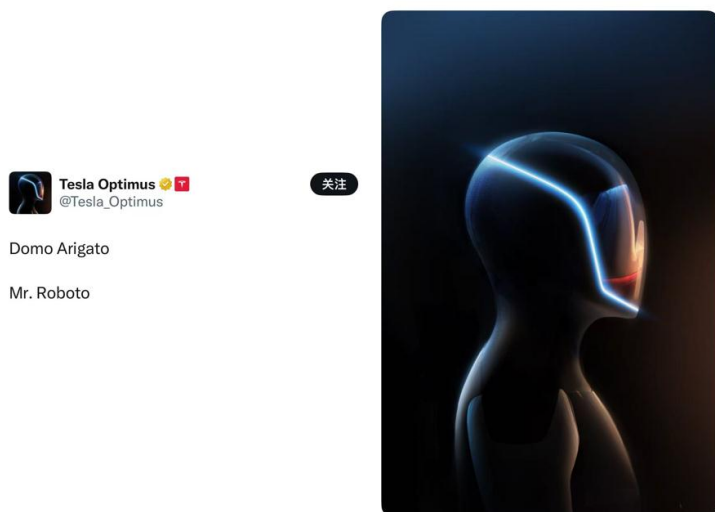 Tesla Optimus
@Tesla_Optimus
关注
Domo Arigato
Mr. Roboto